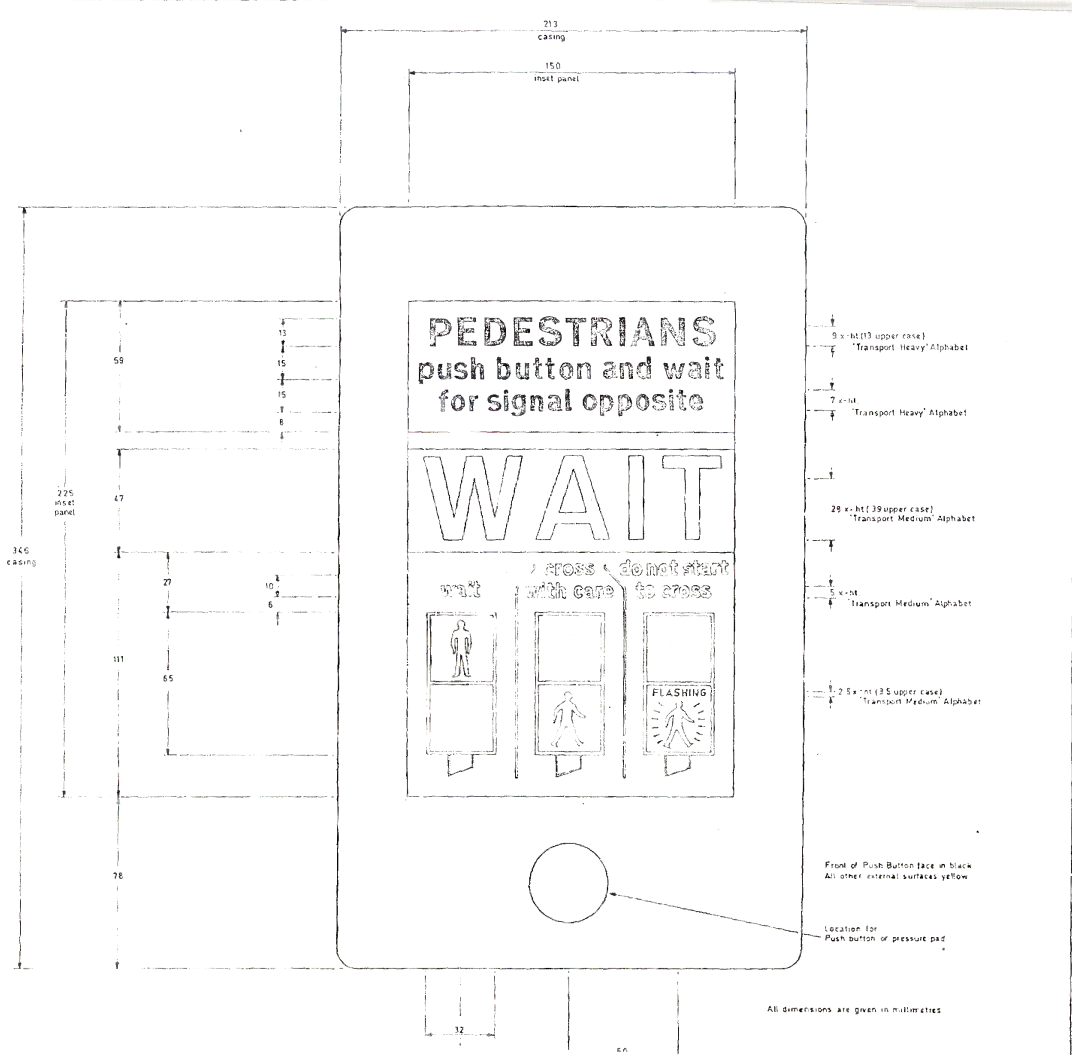 213
casing
150
inset panel
PEDESTRIANS
push button and wait
for signal opposite
WAIT
wait
cross
with care
do not start
to cross
FLASHING
59
13
15
15
8
225
inset
panel
47
346
casing
27
10
6
111
65
78
9 x-ht (13 upper case)
"Transport Heavy" Alphabet
7 x-ht
"Transport Heavy" Alphabet
28 x-ht (39 upper case)
"Transport Medium" Alphabet
5 x-ht
"Transport Medium" Alphabet
2.5 x-ht (3.5 upper case)
"Transport Medium" Alphabet
Front of Push Button face in black
All other external surfaces yellow
Location for
Push button or pressure pad
All dimensions are given in millimetres
32